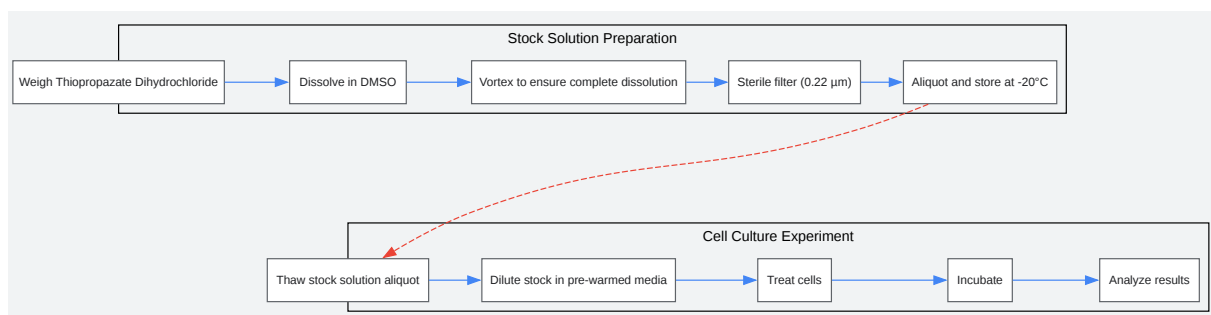 Stock Solution Preparation
Weigh Thiopropazate Dihydrochloride
Dissolve in DMSO
Vortex to ensure complete dissolution
Sterile filter (0.22 µm)
Aliquot and store at -20°C
Cell Culture Experiment
Thaw stock solution aliquot
Dilute stock in pre-warmed media
Treat cells
Incubate
Analyze results